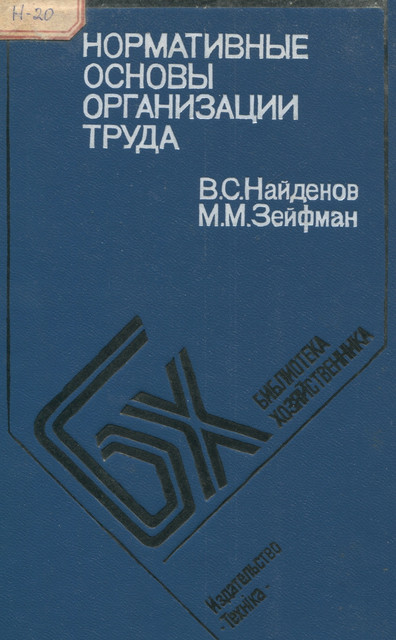 Н-20
НОРМАТИВНЫЕ
ОСНОВЫ
ОРГАНИЗАЦИИ
ТРУДА
В.С.Найденов
М.М.Зейфман
БХ
БИБЛИОТЕКА
ХОЗЯЙСТВЕННИКА
Издательство
-Техніка-